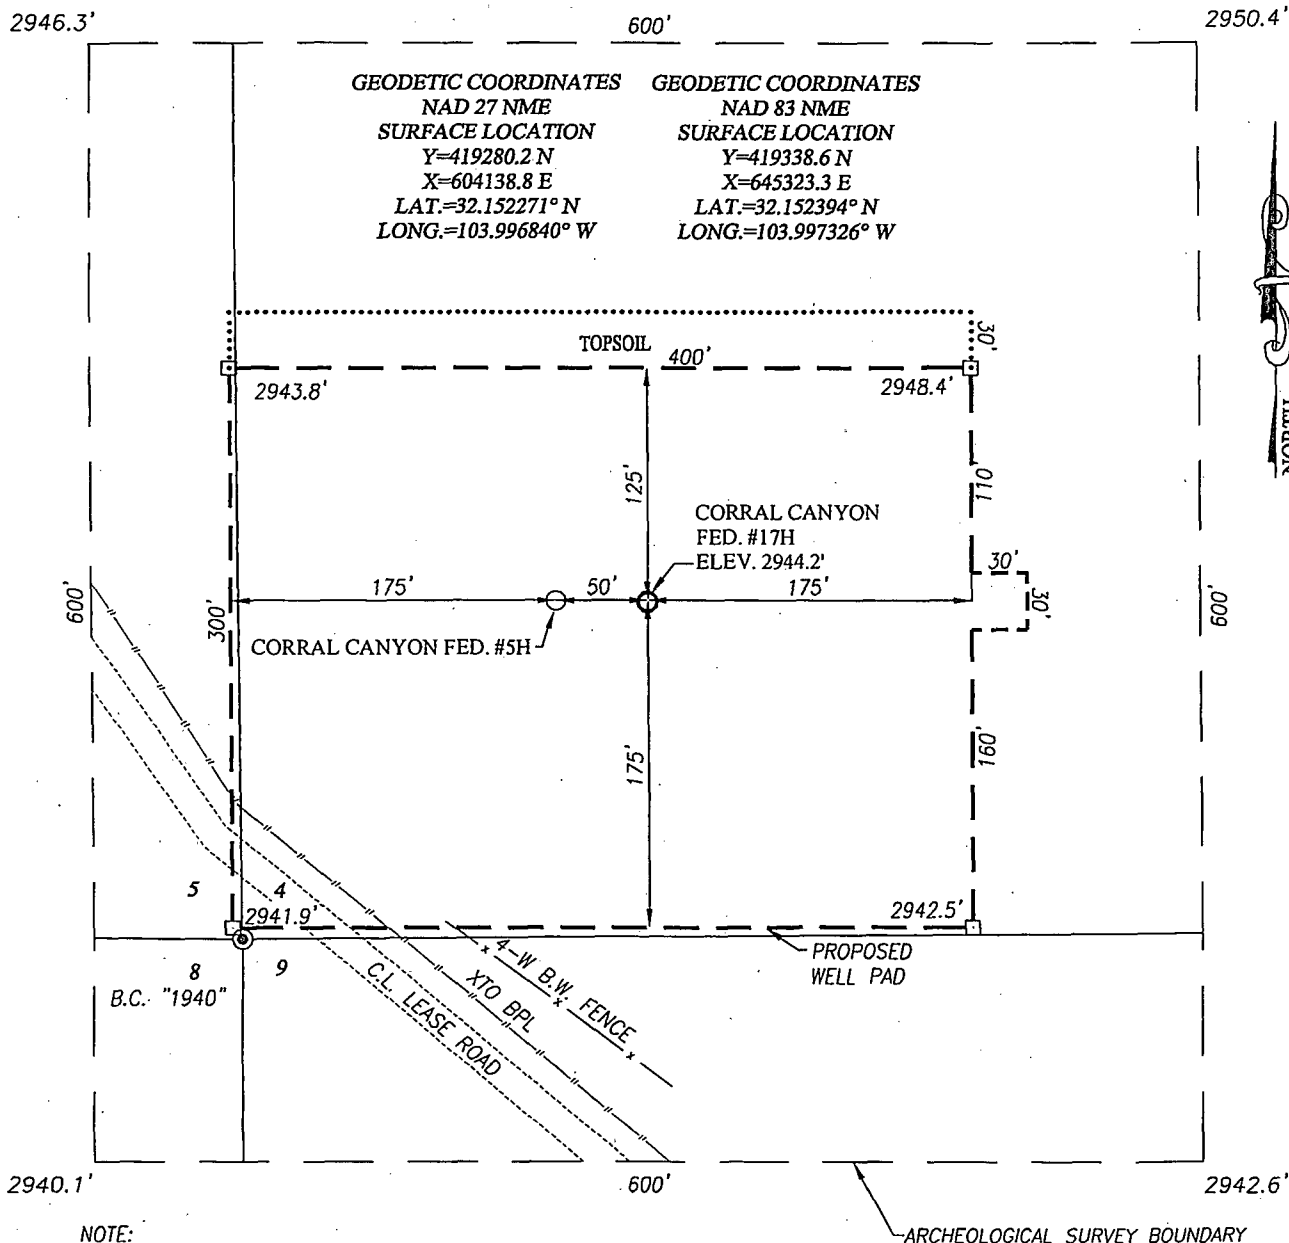 2946.3'
600'
2950.4'
GEODETIC COORDINATES
NAD 27 NME
SURFACE LOCATION
Y=419280.2 N
X=604138.8 E
LAT.=32.152271° N
LONG.=103.996840° W
GEODETIC COORDINATES
NAD 83 NME
SURFACE LOCATION
Y=419338.6 N
X=645323.3 E
LAT.=32.152394° N
LONG.=103.997326° W
NORTH
TOPSOIL
400'
30'
2943.8'
2948.4'
125'
110'
CORRAL CANYON
FED. #17H
ELEV. 2944.2'
600'
300'
175'
50'
175'
30'
30'
600'
CORRAL CANYON FED. #5H
175'
160'
5
4
2941.9'
2942.5'
8
9
B.C. "1940"
C.L. LEASE ROAD
XTO BPL
4-W B.W. FENCE
PROPOSED
WELL PAD
2940.1'
600'
2942.6'
NOTE:
ARCHEOLOGICAL SURVEY BOUNDARY